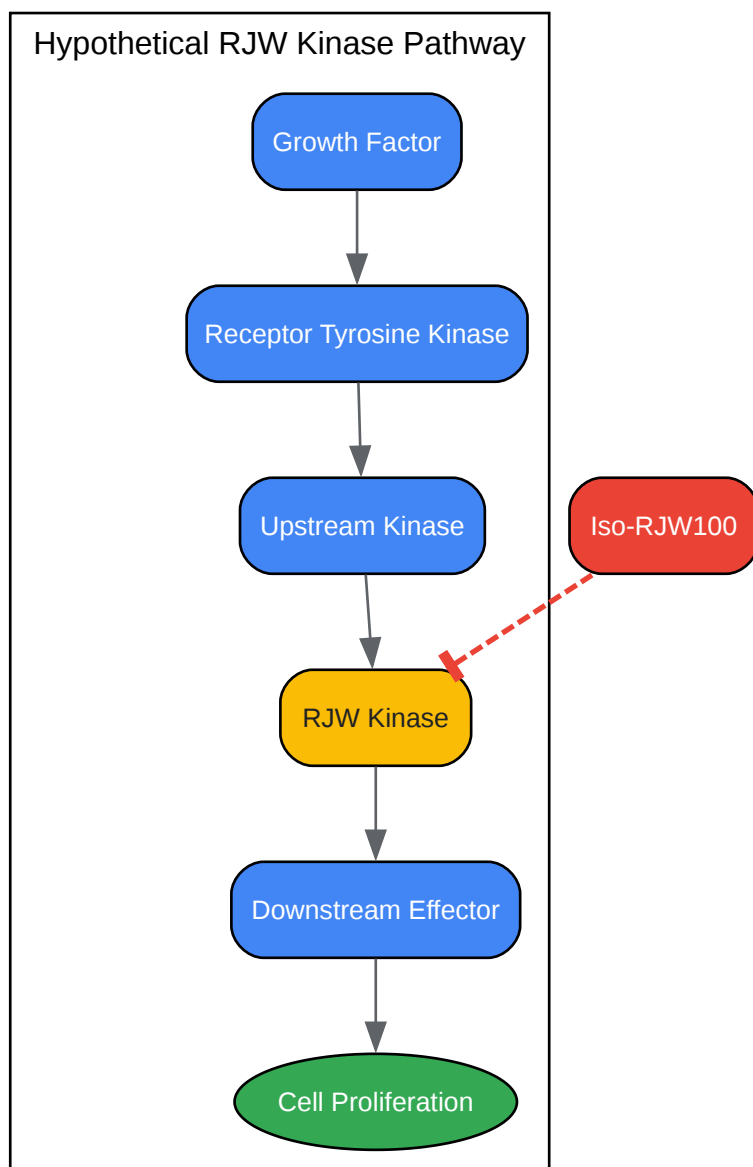 Hypothetical RJW Kinase Pathway
Growth Factor
Receptor Tyrosine Kinase
Upstream Kinase
Iso-RJW100
RJW Kinase
Downstream Effector
Cell Proliferation